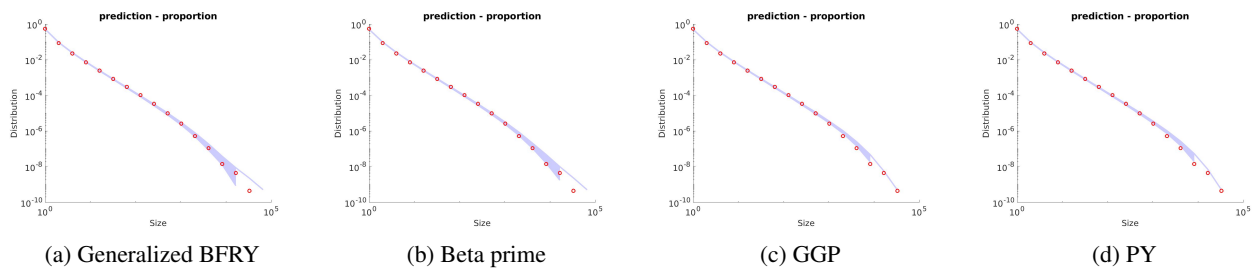 prediction - proportion
10^0
10^-2
10^-4
10^-6
10^-8
10^-10
Distribution
10^0
10^5
Size
(a) Generalized BFRY
prediction - proportion
10^0
10^-2
10^-4
10^-6
10^-8
10^-10
Distribution
10^0
10^5
Size
(b) Beta prime
prediction - proportion
10^0
10^-2
10^-4
10^-6
10^-8
10^-10
Distribution
10^0
10^5
Size
(c) GGP
prediction - proportion
10^0
10^-2
10^-4
10^-6
10^-8
10^-10
Distribution
10^0
10^5
Size
(d) PY